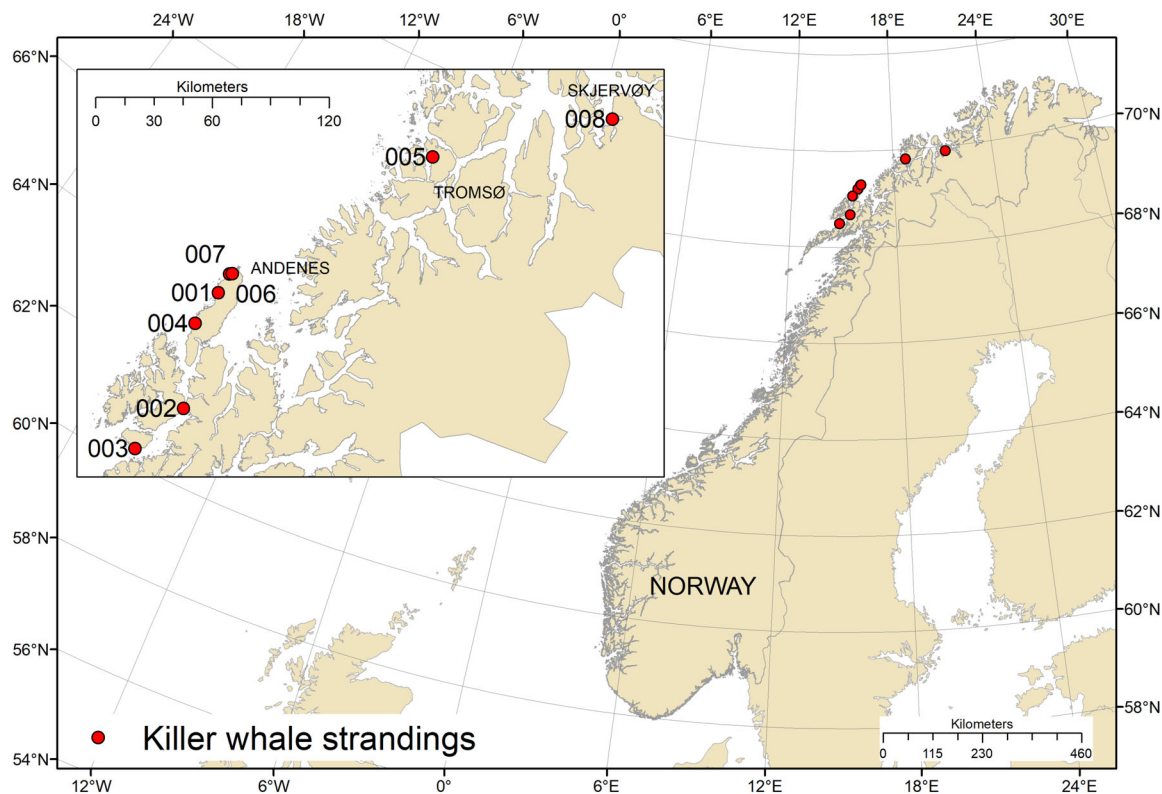 24°W 18°W 12°W 6°W 0° 6°E 12°E 18°E 24°E 30°E
66°N
64°N
62°N
60°N
58°N
56°N
54°N
70°N
68°N
66°N
64°N
62°N
60°N
58°N
Kilometers
0 30 60 120
SKJERVØY
008
005
TROMSØ
007
ANDENES
001
006
004
002
003
NORWAY
Killer whale strandings
Kilometers
0 115 230 460
12°W 6°W 0° 6°E 12°E 18°E 24°E